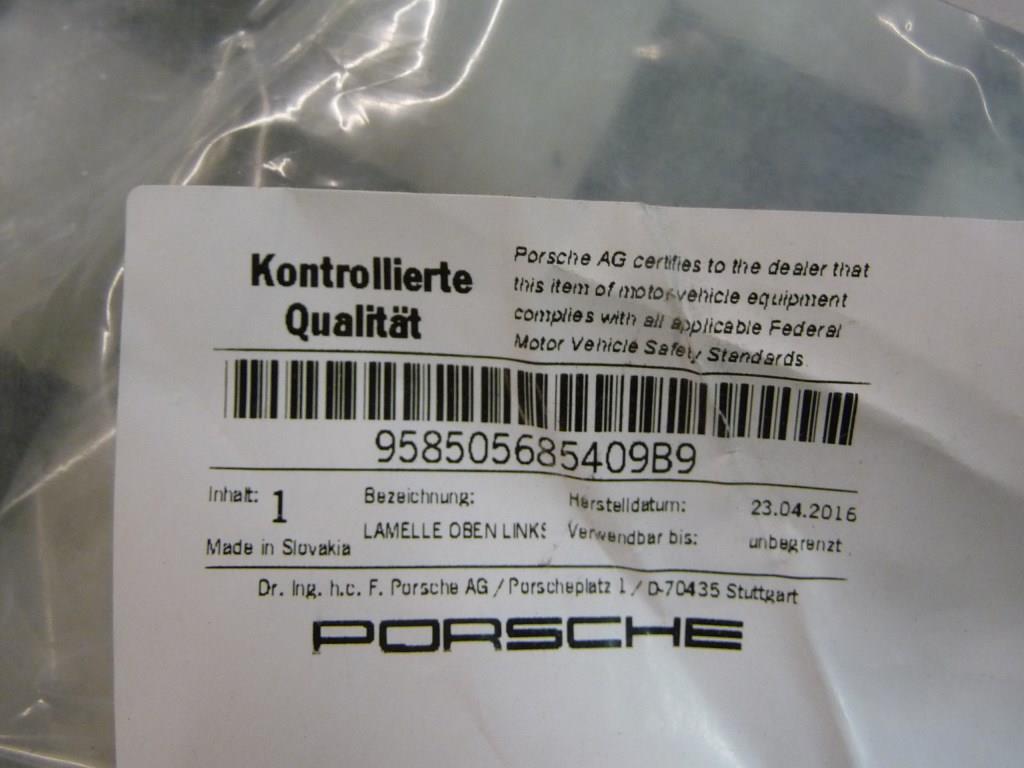 Kontrollierte
Qualität
Porsche AG certifies to the dealer that
this item of motor vehicle equipment
complies with all applicable Federal
Motor Vehicle Safety Standards
958505685409B9
Inhalt: 1
Bezeichnung:
Herstelldatum: 23.04.2016
Made in Slovakia
LAMELLE OBEN LINKS
Verwendbar bis: unbegrenzt
Dr. Ing. h.c. F. Porsche AG / Porscheplatz 1 / D-70435 Stuttgart
PORSCHE